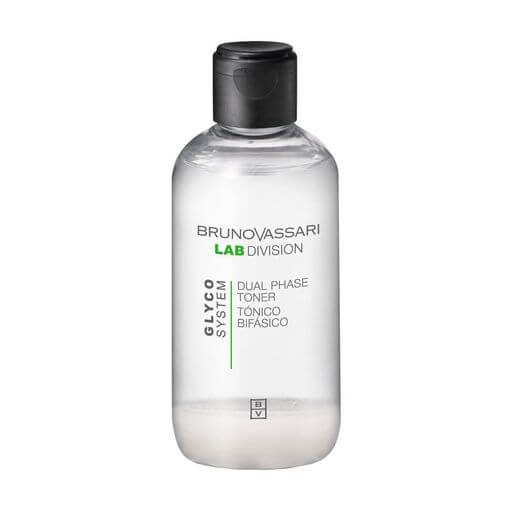 BRUNOVASSARI
LAB DIVISION
GLYCO
SYSTEM
DUAL PHASE
TONER
TÓNICO
BIFÁSICO
B
V